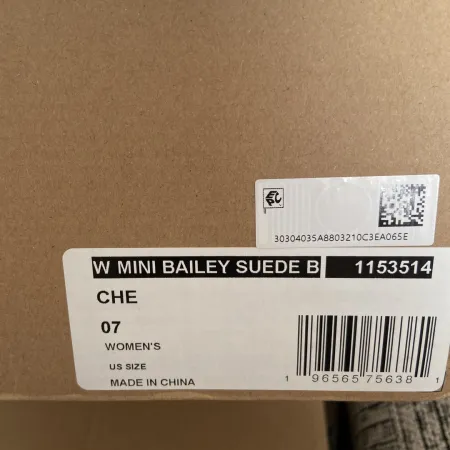 30304035A8803210C3EA065E
W MINI BAILEY SUEDE B 1153514
CHE
07
WOMEN'S
US SIZE
MADE IN CHINA
1 96565 75638 1